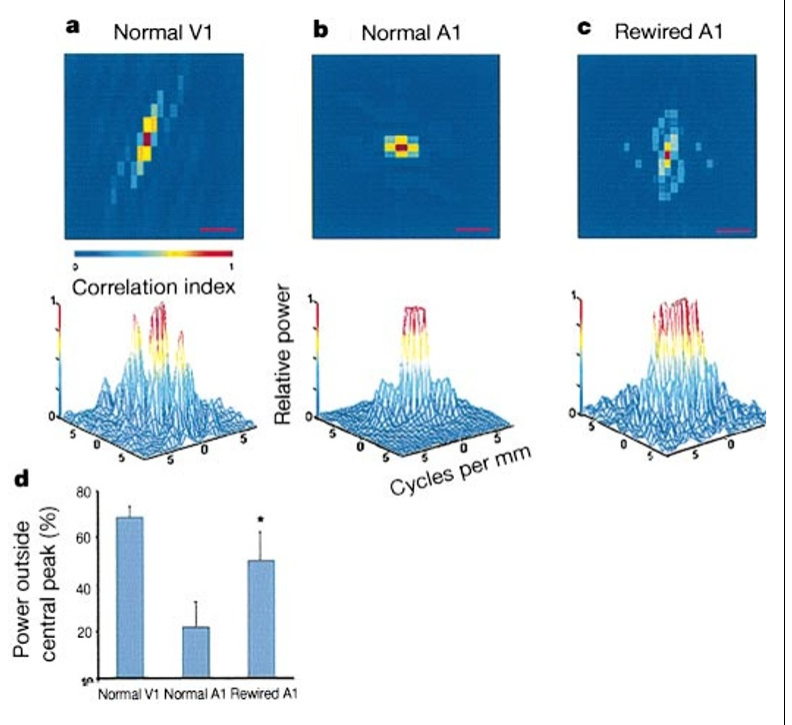 a Normal V1
b Normal A1
c Rewired A1
0 1
Correlation index
1
0
5 0 5
5 0 5
Relative power
1
0
5 0 5
5 0 5
Cycles per mm
1
0
5 0 5
5 0
d
Power outside
central peak (%)
80
60
40
20
*
Normal V1 Normal A1 Rewired A1